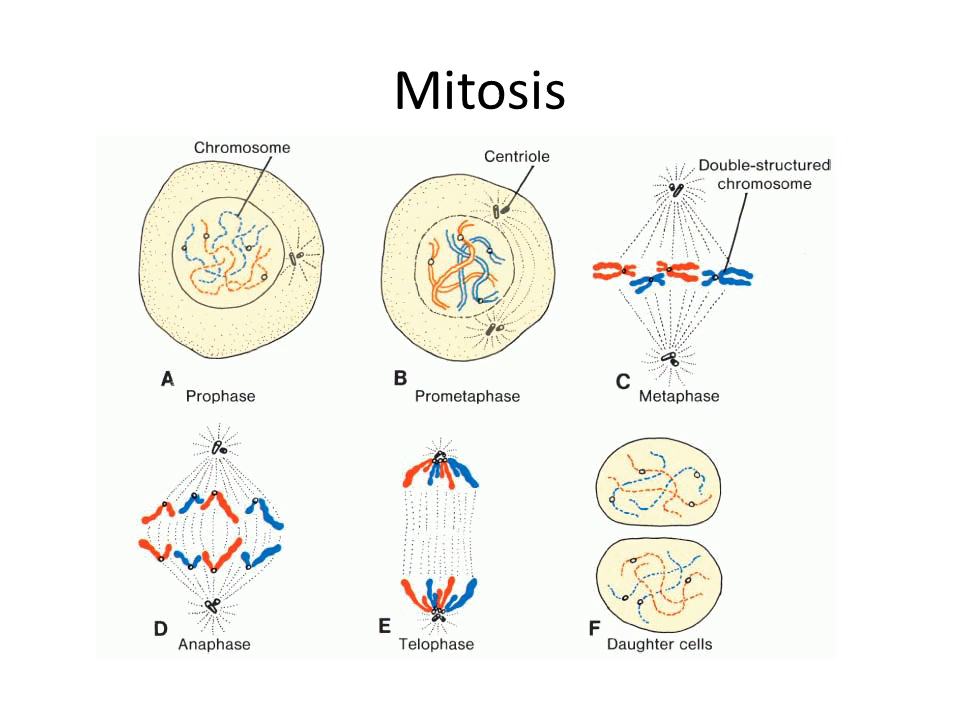 Mitosis
Chromosome
Centriole
Double-structured
chromosome
A
Prophase
B
Prometaphase
C
Metaphase
D
Anaphase
E
Telophase
F
Daughter cells